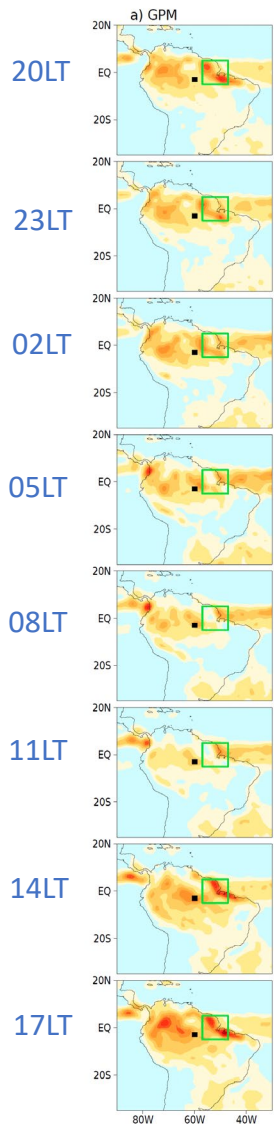 a) GPM
20N
20LT
EQ
20S
20N
23LT
EQ
20S
20N
02LT
EQ
20S
20N
05LT
EQ
20S
20N
08LT
EQ
20S
20N
11LT
EQ
20S
20N
14LT
EQ
20S
20N
17LT
EQ
20S
80W 60W 40W